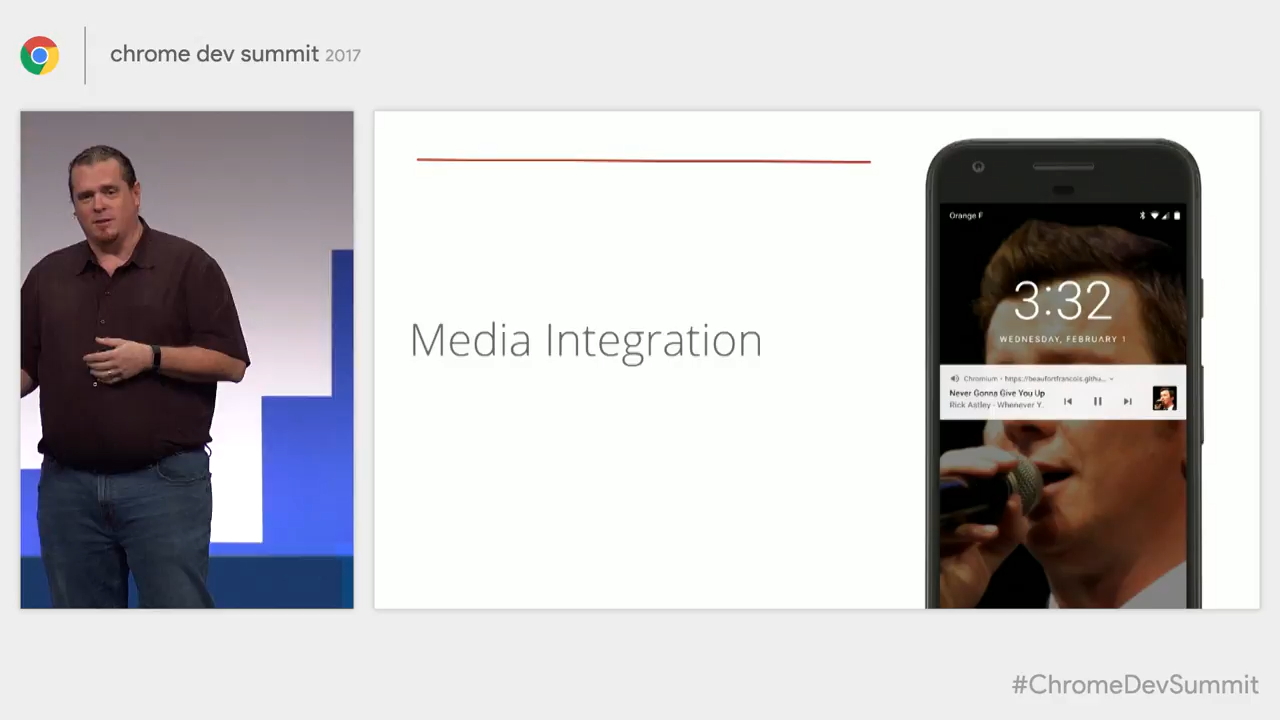 chrome dev summit 2017
Media Integration
Orange F
3:32
WEDNESDAY, FEBRUARY 1
Chromium · https://beaufortfrancois.githu...
Never Gonna Give You Up
Rick Astley - Whenever Y..
#ChromeDevSummit